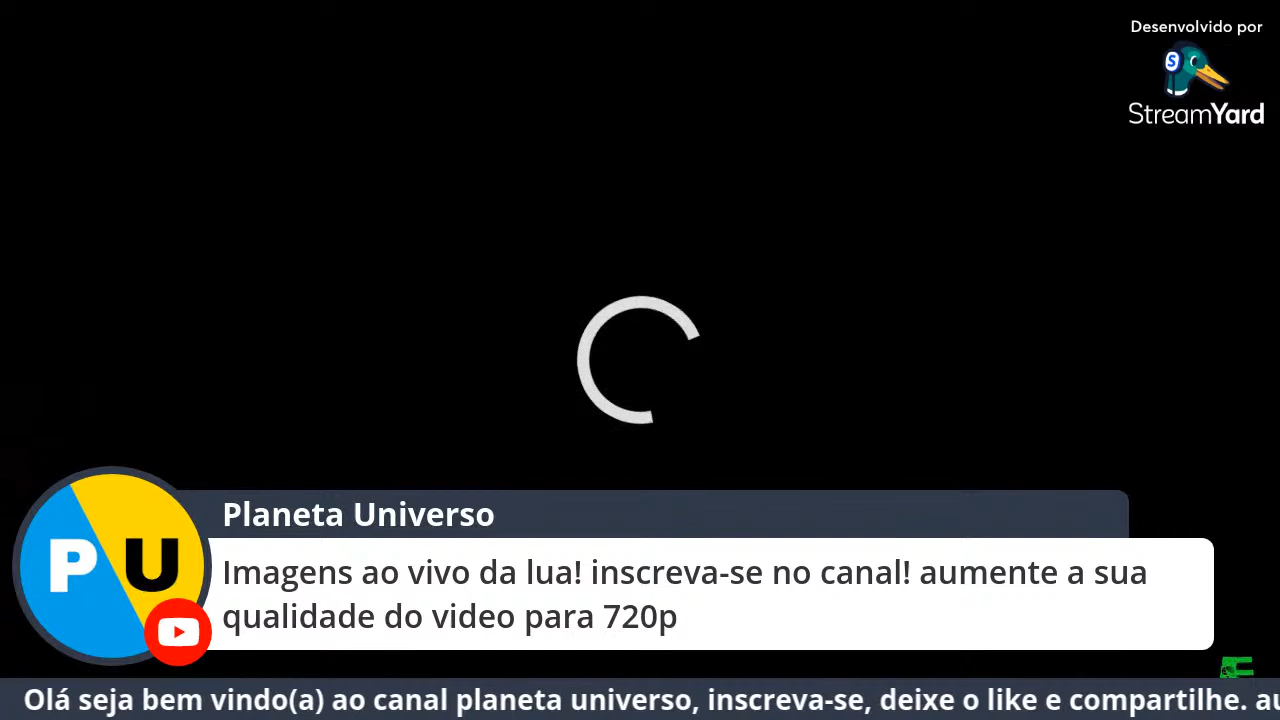 Desenvolvido por
S
StreamYard
Planeta Universo
PU
Imagens ao vivo da lua! inscreva-se no canal! aumente a sua
qualidade do video para 720p
Olá seja bem vindo(a) ao canal planeta universo, inscreva-se, deixe o like e compartilhe.